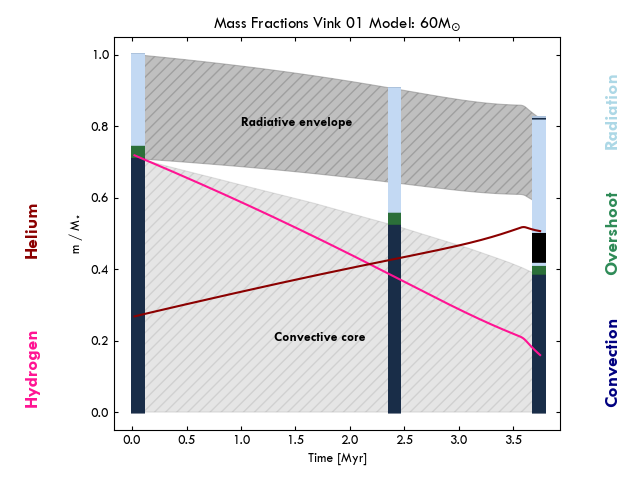 Mass Fractions Vink 01 Model: 60M⊙
1.0
0.8
0.6
0.4
0.2
0.0
m / M⋆
Helium
Hydrogen
Radiative envelope
Convective core
Radiation
Overshoot
Convection
0.0 0.5 1.0 1.5 2.0 2.5 3.0 3.5
Time [Myr]